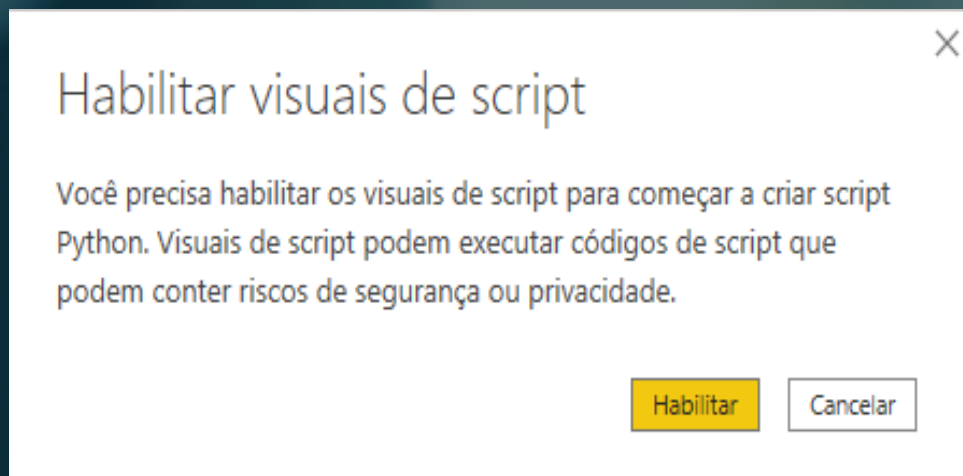 Habilitar visuais de script
Você precisa habilitar os visuais de script para começar a criar script
Python. Visuais de script podem executar códigos de script que
podem conter riscos de segurança ou privacidade.
Habilitar
Cancelar